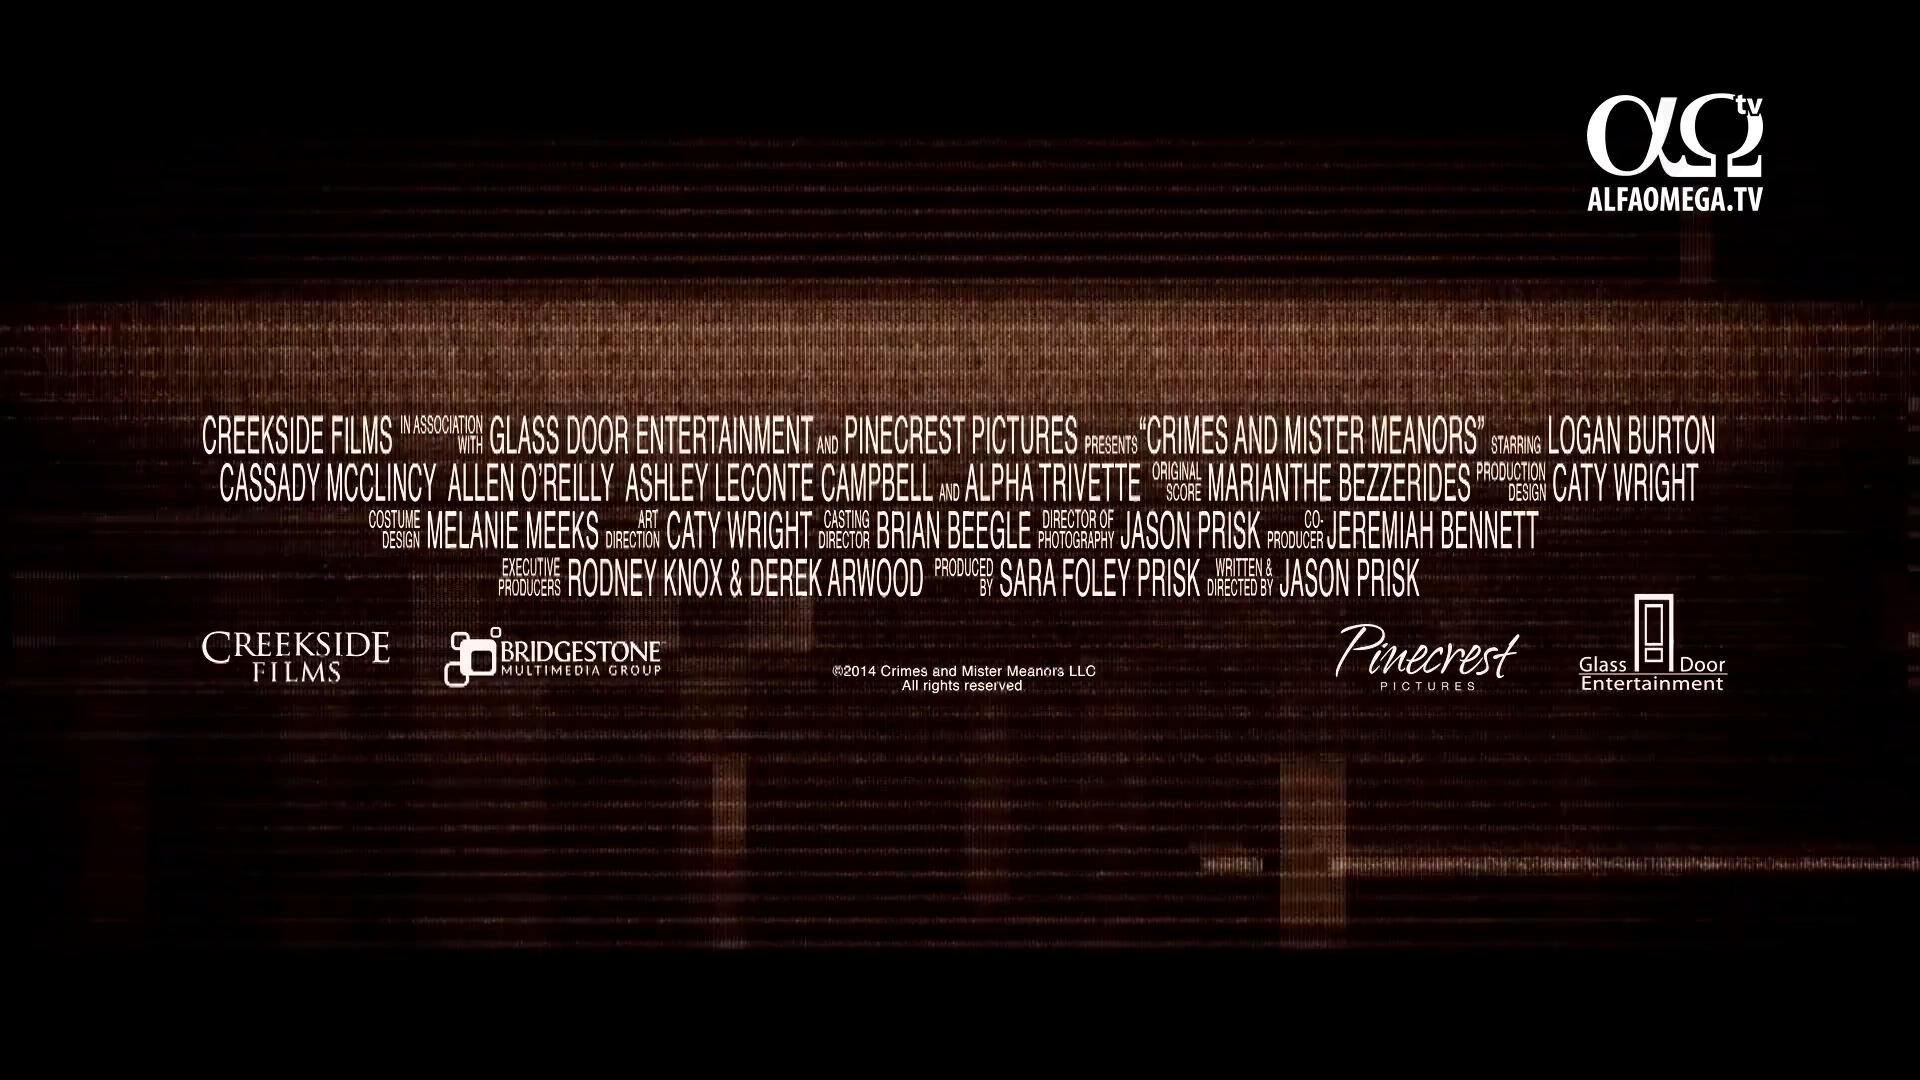 αΩ tv
ALFAOMEGA.TV
CREEKSIDE FILMS IN ASSOCIATION WITH GLASS DOOR ENTERTAINMENT AND PINECREST PICTURES PRESENTS “CRIMES AND MISTER MEANORS” STARRING LOGAN BURTON
CASSADY MCCLINCY ALLEN O’REILLY ASHLEY LECONTE CAMPBELL AND ALPHA TRIVETTE ORIGINAL SCORE MARIANTHE BEZZERIDES PRODUCTION DESIGN CATY WRIGHT
COSTUME DESIGN MELANIE MEEKS ART DIRECTION CATY WRIGHT CASTING DIRECTOR BRIAN BEEGLE DIRECTOR OF PHOTOGRAPHY JASON PRISK CO-PRODUCER JEREMIAH BENNETT
EXECUTIVE PRODUCERS RODNEY KNOX & DEREK ARWOOD PRODUCED BY SARA FOLEY PRISK WRITTEN & DIRECTED BY JASON PRISK
CREEKSIDE
FILMS
BRIDGESTONE
MULTIMEDIA GROUP
©2014 Crimes and Mister Meanors LLC
All rights reserved
Pinecrest
PICTURES
Glass Door
Entertainment